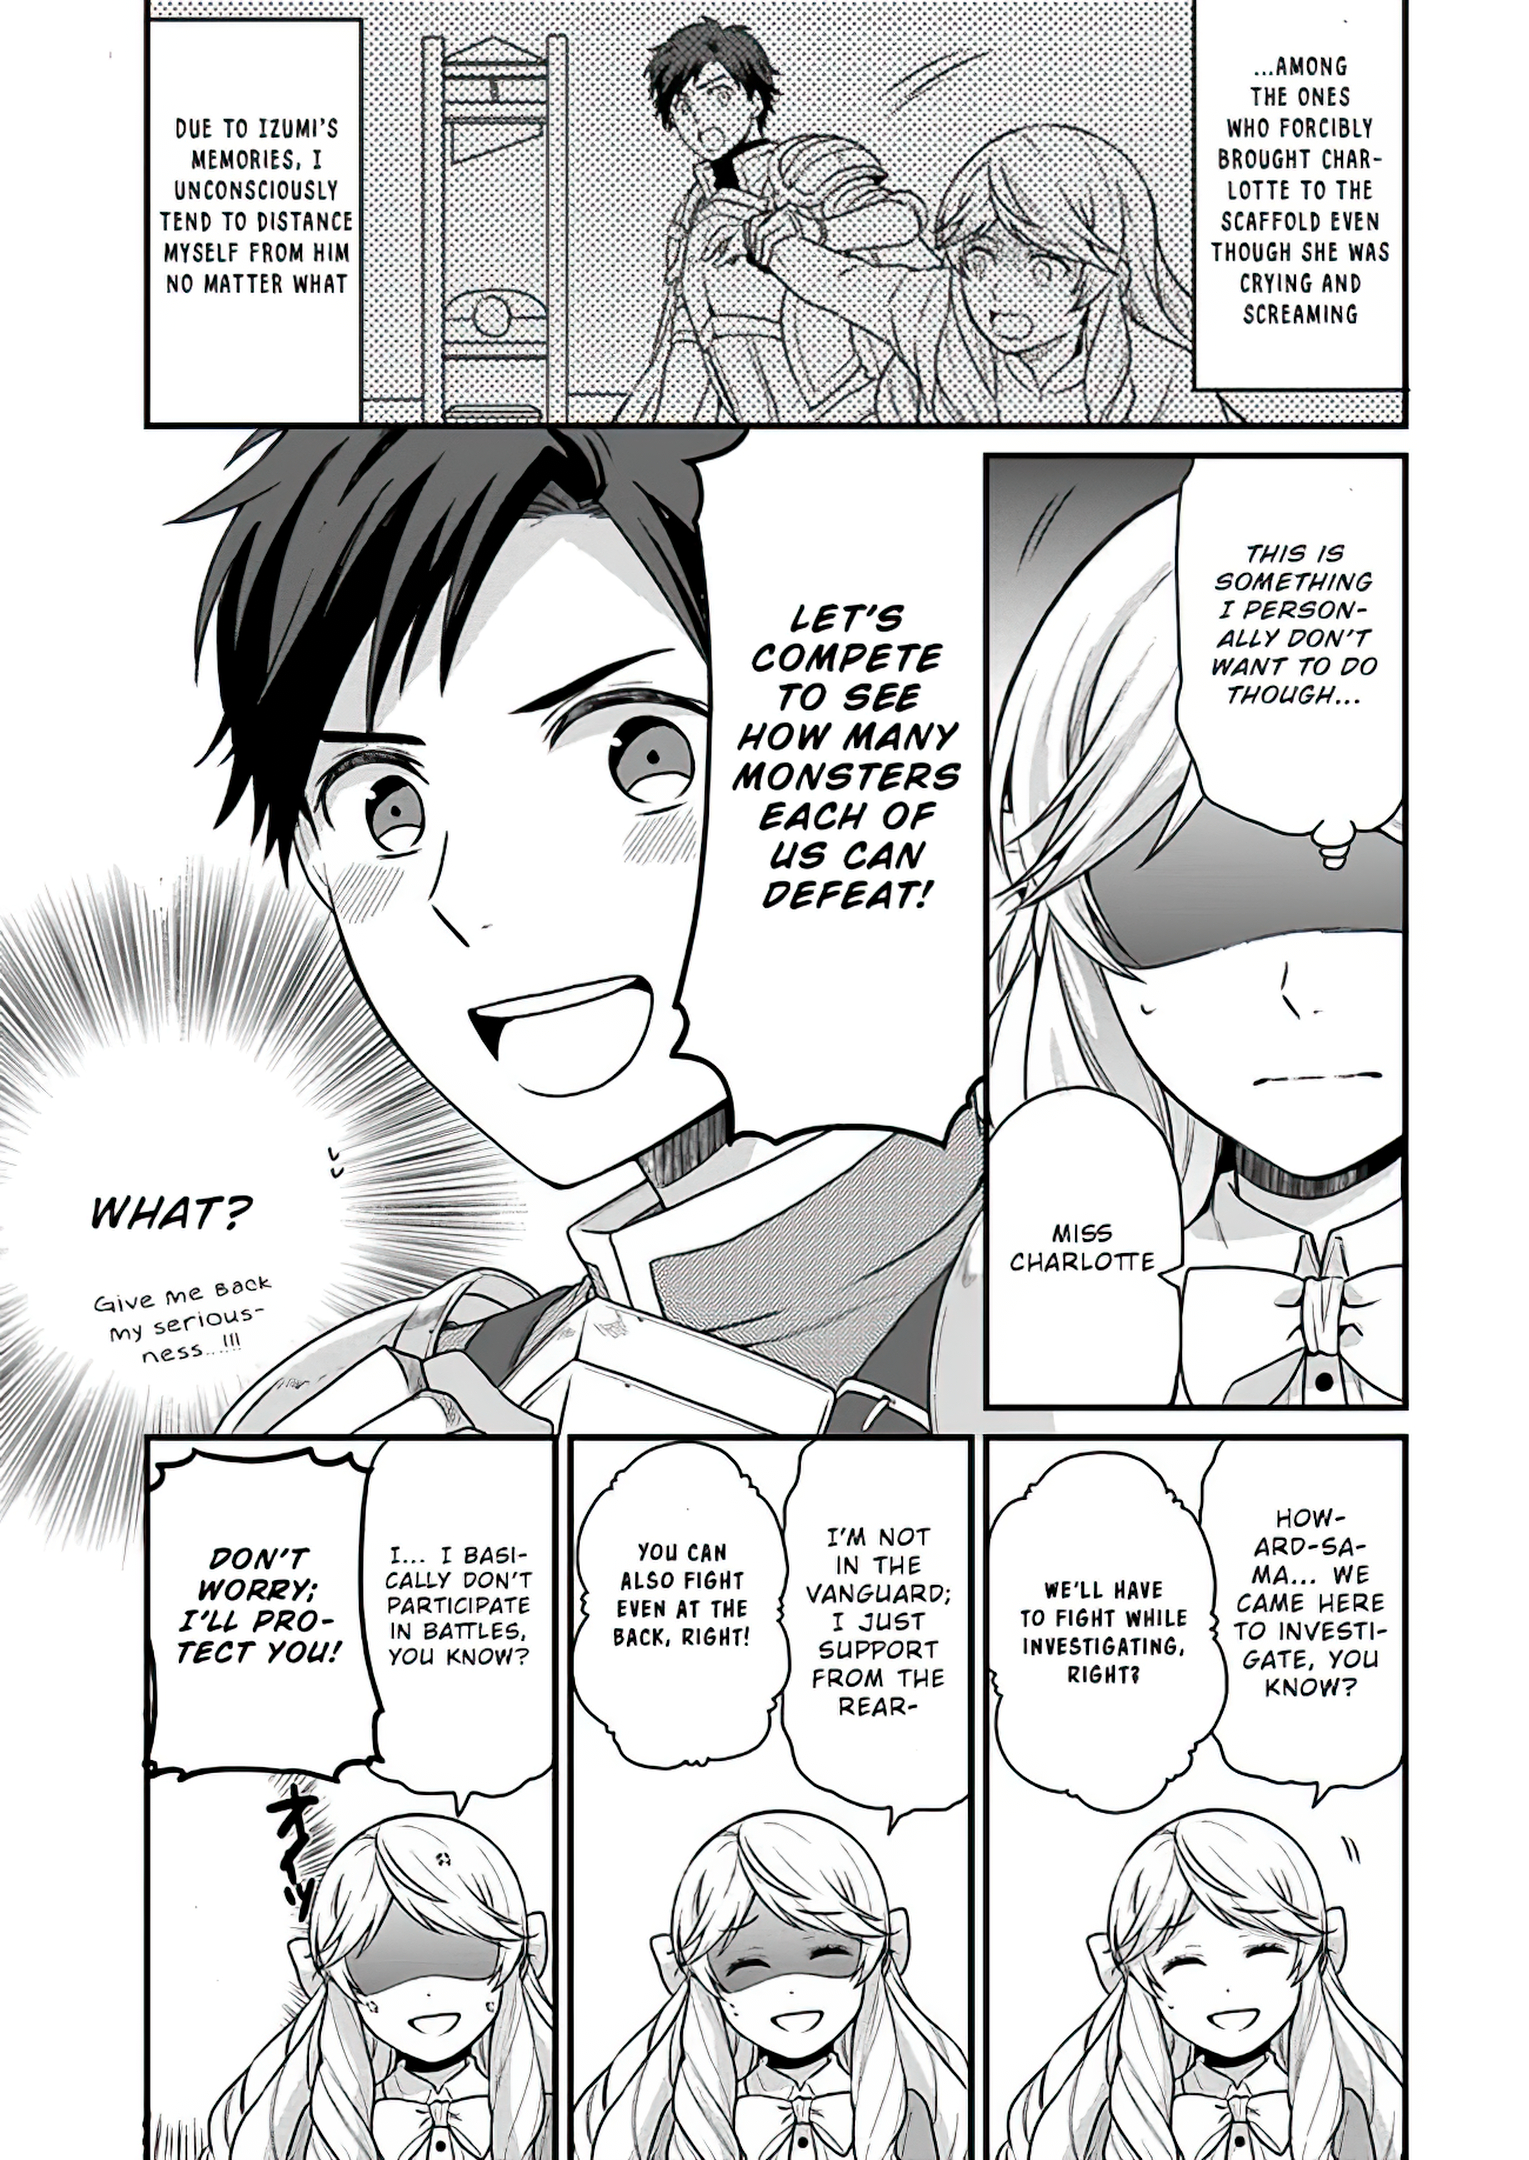 ...AMONG
THE ONES
WHO FORCIBLY
BROUGHT CHAR-
LOTTE TO THE
SCAFFOLD EVEN
THOUGH SHE WAS
CRYING AND
SCREAMING
DUE TO IZUMI'S
MEMORIES, I
UNCONSCIOUSLY
TEND TO DISTANCE
MYSELF FROM HIM
NO MATTER WHAT
THIS IS
SOMETHING
I PERSON-
ALLY DON'T
WANT TO DO
THOUGH...
MISS
CHARLOTTE
LET'S
COMPETE
TO SEE
HOW MANY
MONSTERS
EACH OF
US CAN
DEFEAT!
WHAT?
Give me back
my serious-
ness...!!!
HOW-
ARD-SA-
MA... WE
CAME HERE
TO INVESTI-
GATE, YOU
KNOW?
WE'LL HAVE
TO FIGHT WHILE
INVESTIGATING,
RIGHT?
I'M NOT
IN THE
VANGUARD;
I JUST
SUPPORT
FROM THE
REAR-
YOU CAN
ALSO FIGHT
EVEN AT THE
BACK, RIGHT!
I... I BASI-
CALLY DON'T
PARTICIPATE
IN BATTLES,
YOU KNOW?
DON'T
WORRY;
I'LL PRO-
TECT YOU!
オーッ